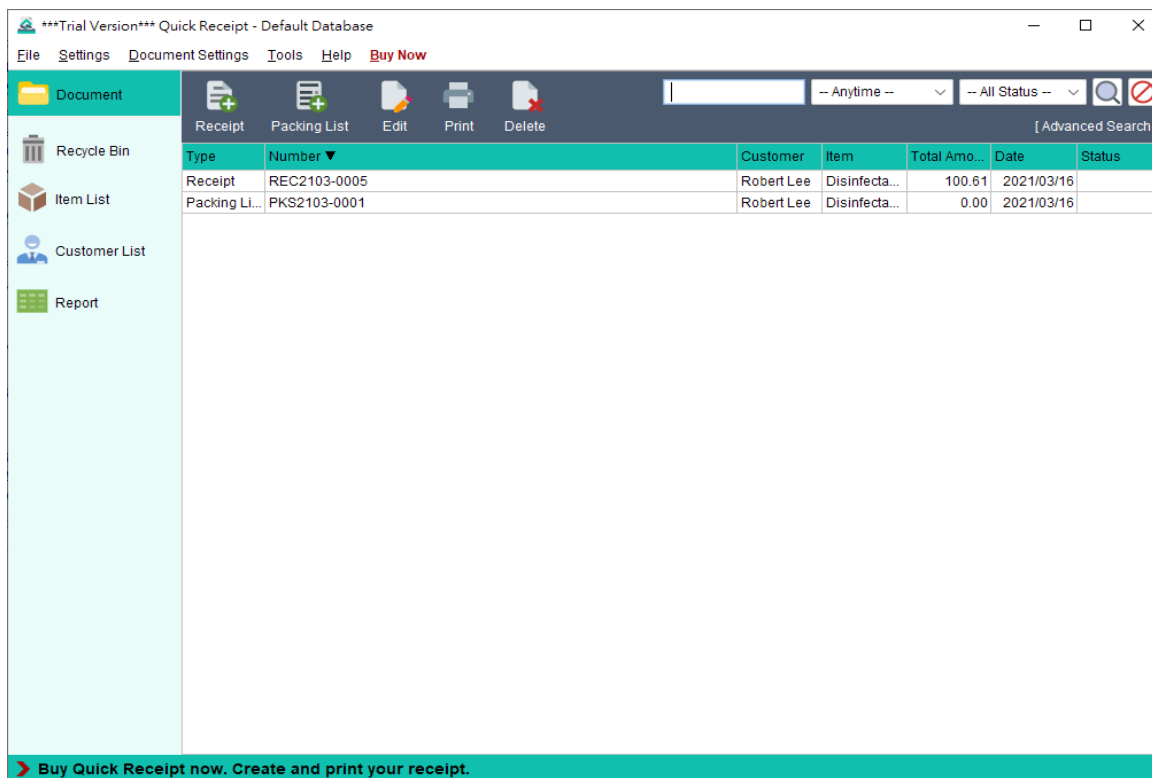 ***Trial Version*** Quick Receipt - Default Database
File Settings Document Settings Tools Help Buy Now
Document
Recycle Bin
Item List
Customer List
Report
Receipt Packing List Edit Print Delete
-- Anytime -- -- All Status --
[ Advanced Search
Type Number ▼ Customer Item Total Amo... Date Status
Receipt REC2103-0005 Robert Lee Disinfecta... 100.61 2021/03/16
Packing Li... PKS2103-0001 Robert Lee Disinfecta... 0.00 2021/03/16
Buy Quick Receipt now. Create and print your receipt.